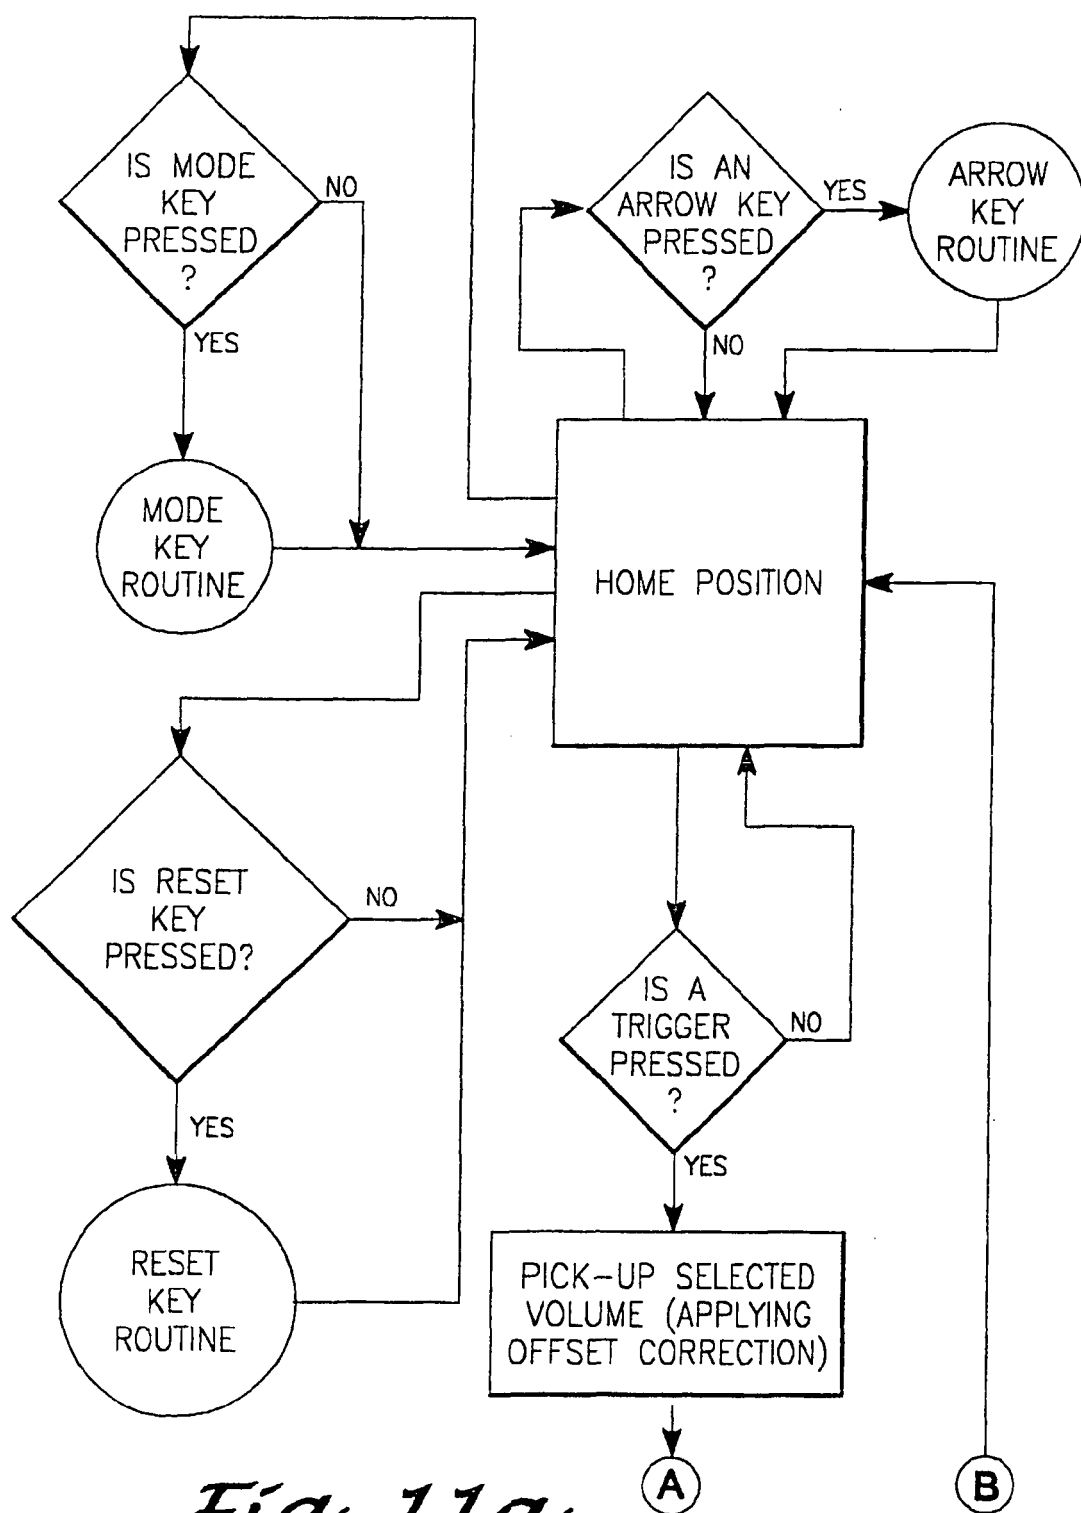 IS MODE
KEY
PRESSED
?
NO
YES
MODE
KEY
ROUTINE
IS AN
ARROW KEY
PRESSED
?
YES
NO
ARROW
KEY
ROUTINE
HOME POSITION
IS RESET
KEY
PRESSED?
NO
YES
RESET
KEY
ROUTINE
IS A
TRIGGER
PRESSED
?
NO
YES
PICK-UP SELECTED
VOLUME (APPLYING
OFFSET CORRECTION)
A
B
Fig. 11a.